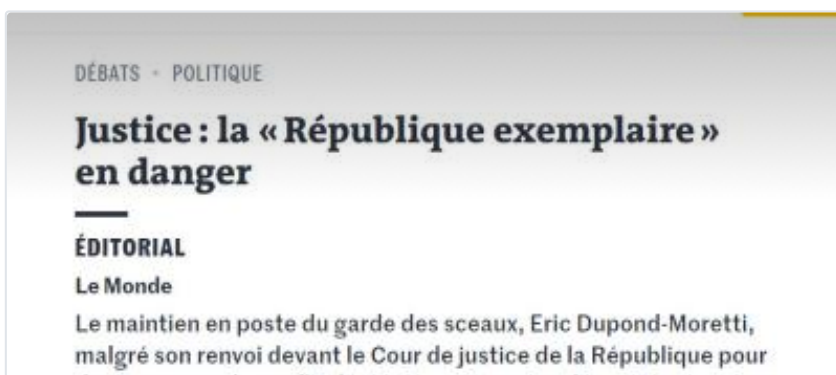 DÉBATS · POLITIQUE
Justice : la « République exemplaire »
en danger
ÉDITORIAL
Le Monde
Le maintien en poste du garde des sceaux, Eric Dupond-Moretti,
malgré son renvoi devant le Cour de justice de la République pour